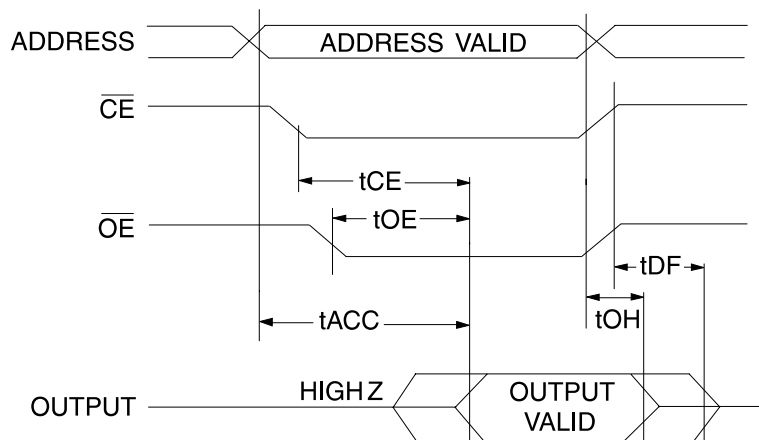 ADDRESS
ADDRESS VALID
CE
tCE
OE
tOE
tDF
tACC
tOH
HIGH Z
OUTPUT
OUTPUT
VALID